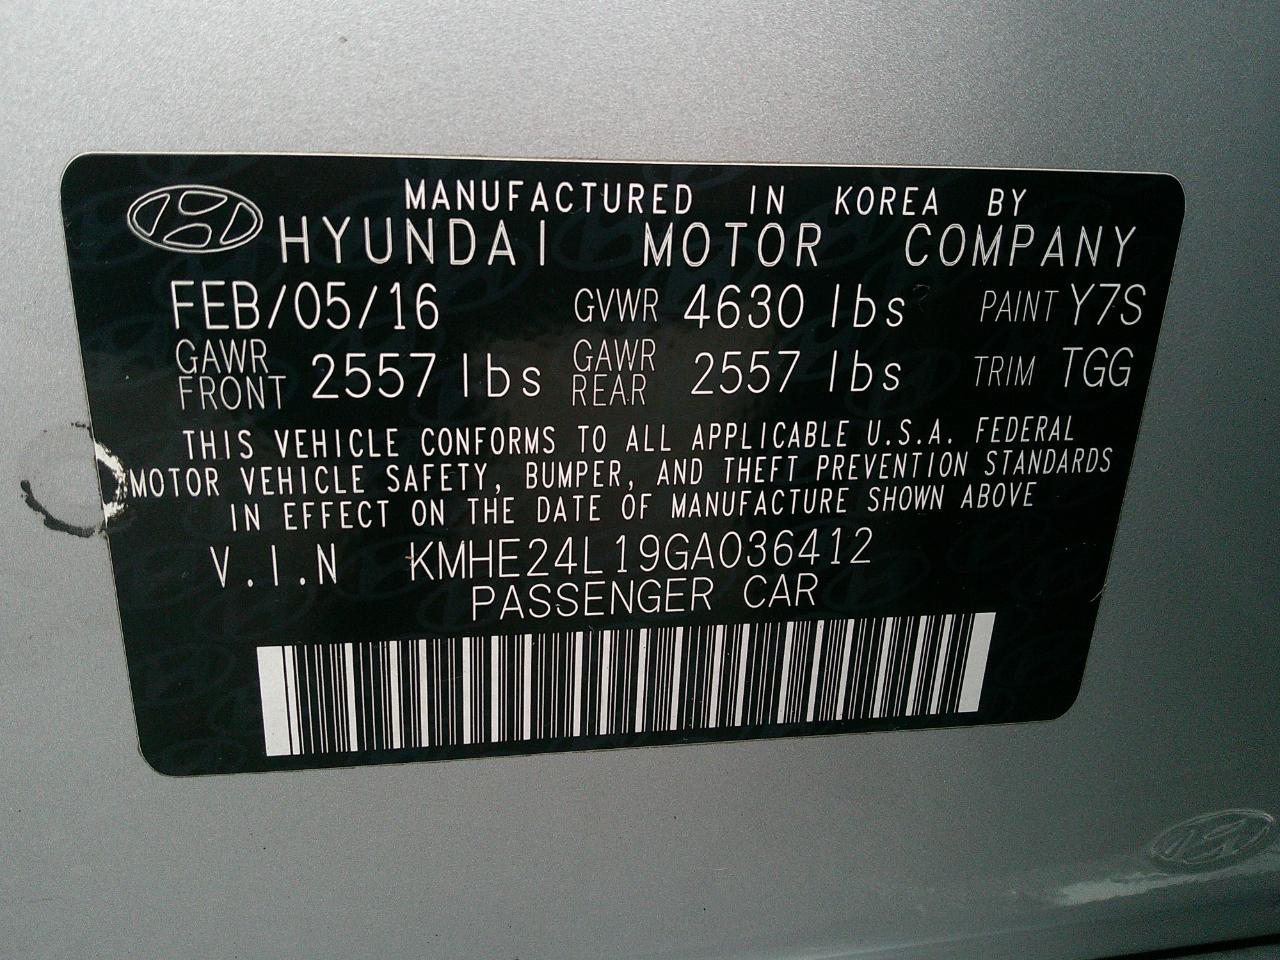 MANUFACTURED IN KOREA BY
HYUNDAI MOTOR COMPANY
FEB/05/16 GVWR 4630 lbs PAINT Y7S
GAWR FRONT 2557 lbs GAWR REAR 2557 lbs TRIM TGG
THIS VEHICLE CONFORMS TO ALL APPLICABLE U.S.A. FEDERAL
MOTOR VEHICLE SAFETY, BUMPER, AND THEFT PREVENTION STANDARDS
IN EFFECT ON THE DATE OF MANUFACTURE SHOWN ABOVE
V.I.N KMHE24L19GA036412
PASSENGER CAR